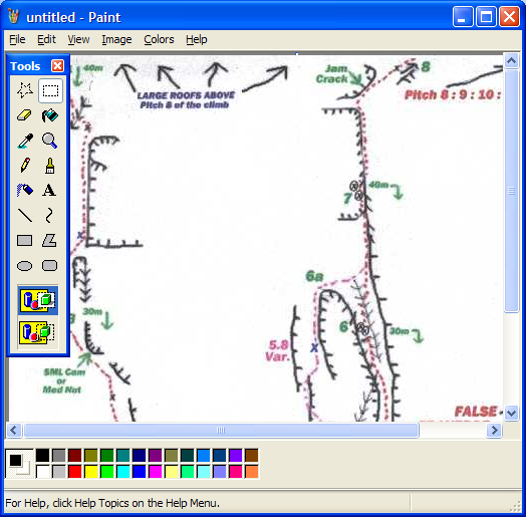 untitled - Paint
File Edit View Image Colors Help
Tools
A
40m
LARGE ROOFS ABOVE
Pitch 8 of the climb
Jam
Crack
8
Pitch 8 : 9 : 10 :
7
40m
x
6a
30m
6
30m
5.8
Var.
X
SML Cam
or
Med Nut
FALSE -
For Help, click Help Topics on the Help Menu.